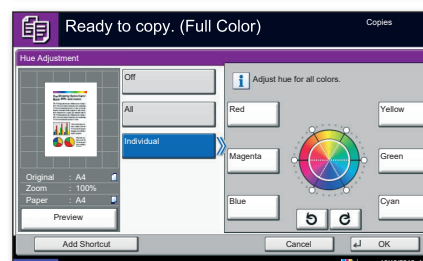 Ready to copy. (Full Color)
Copies
Hue Adjustment
Off
All
Individual
Adjust hue for all colors.
Red
Magenta
Blue
Yellow
Green
Cyan
Original : A4
Zoom : 100%
Paper : A4
Preview
Add Shortcut
Cancel
OK